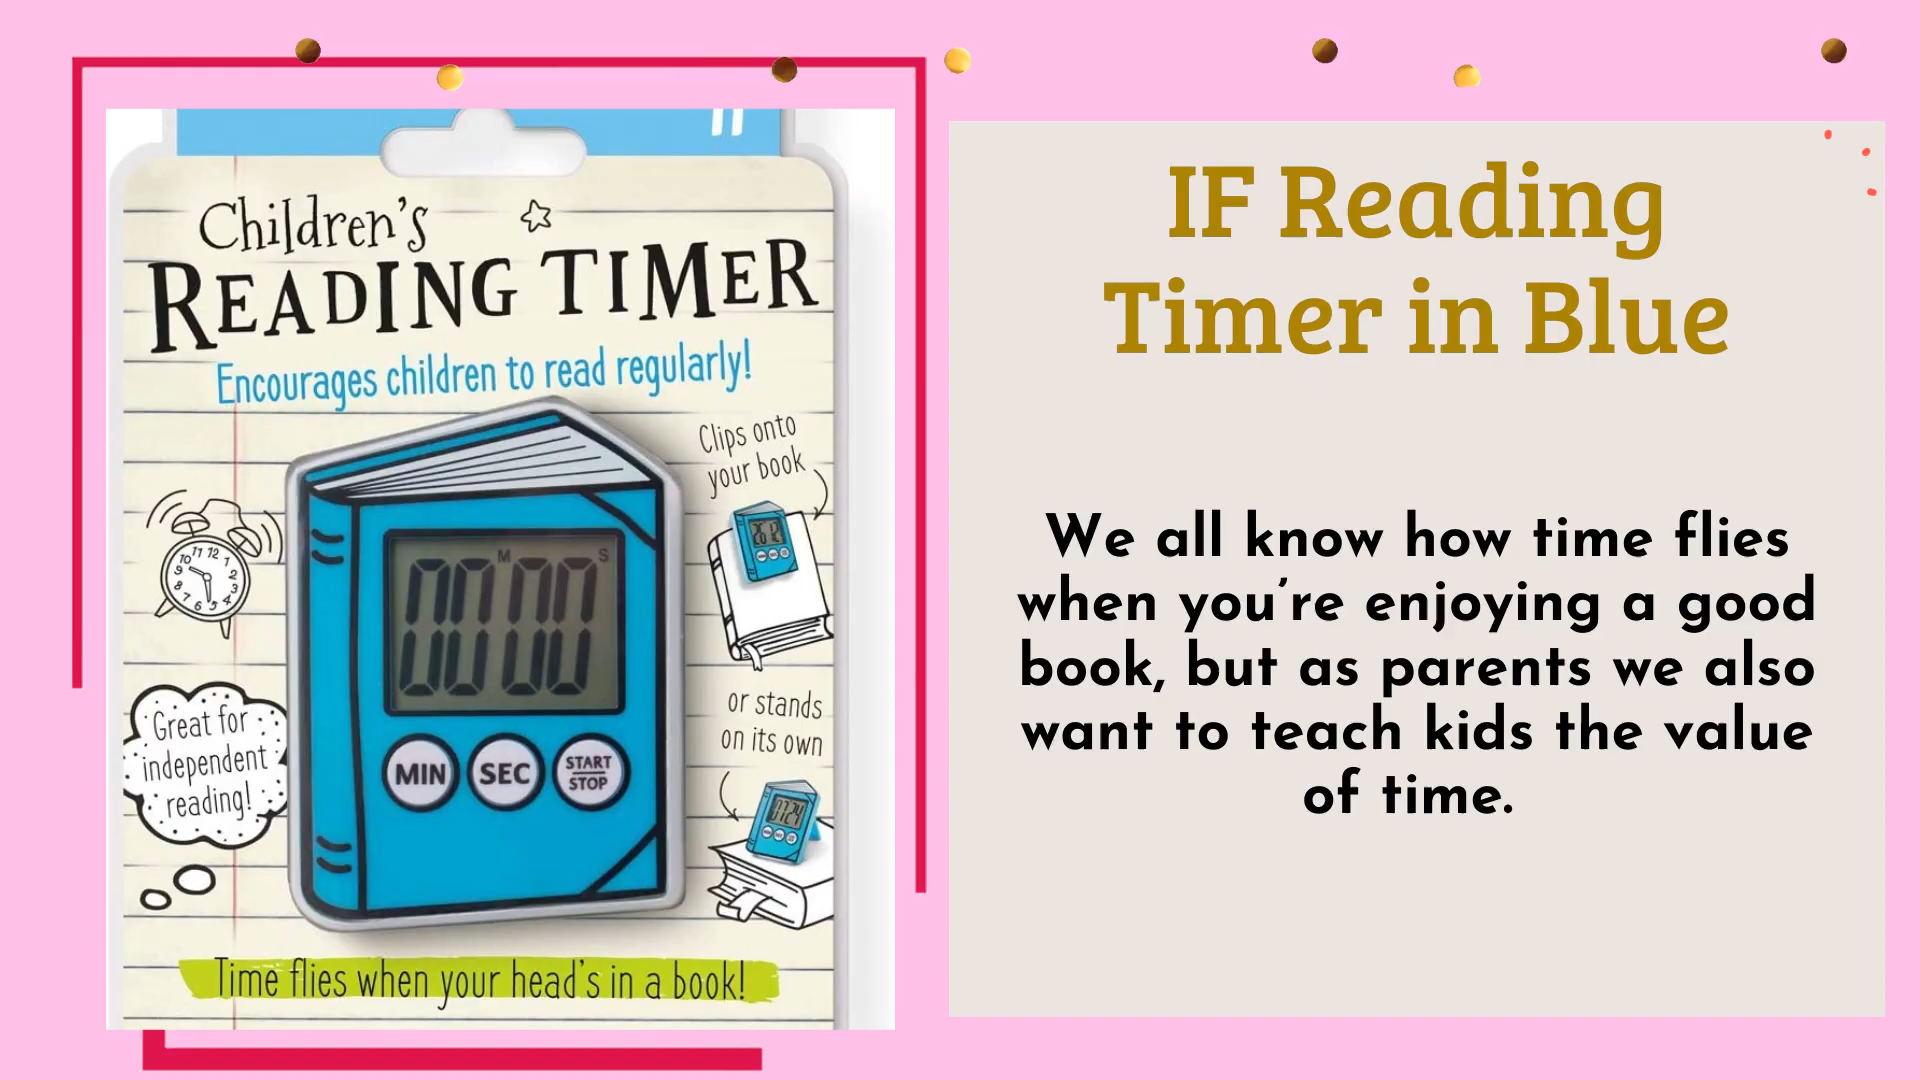 Children's
READING TIMER
Encourages children to read regularly!
Clips onto
your book
M S
00:00
MIN SEC START STOP
Great for
independent
reading!
or stands
on its own
Time flies when your head's in a book!
IF Reading
Timer in Blue
We all know how time flies
when you're enjoying a good
book, but as parents we also
want to teach kids the value
of time.